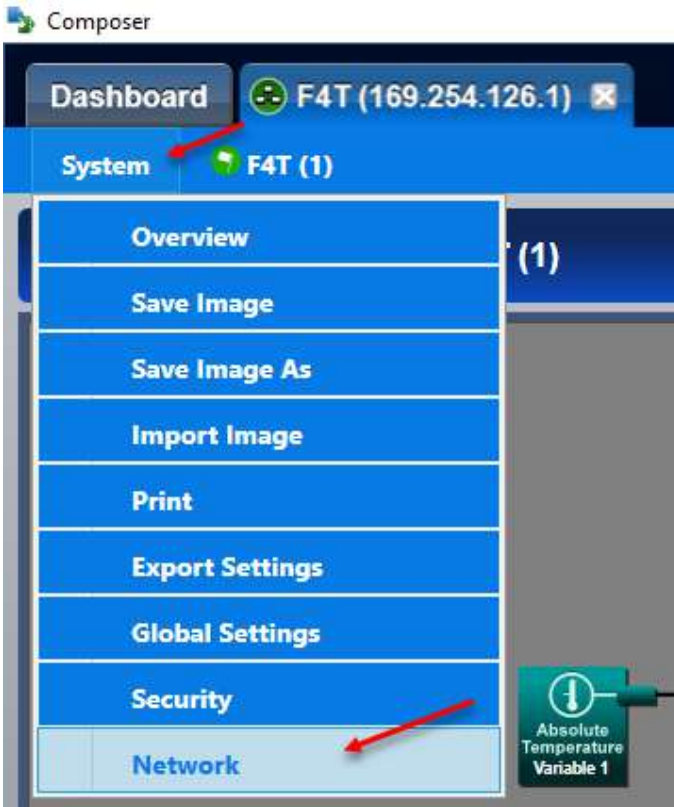 Composer
Dashboard F4T (169.254.126.1)
System F4T (1)
Overview
(1)
Save Image
Save Image As
Import Image
Print
Export Settings
Global Settings
Security
Network
Absolute
Temperature
Variable 1